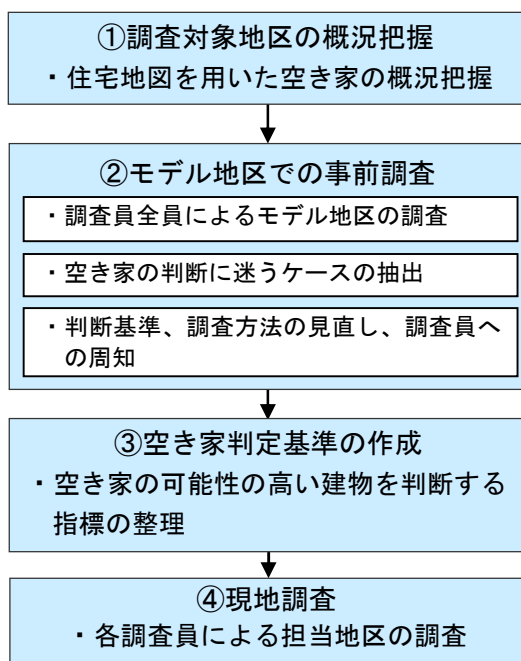 ①調査対象地区の概況把握
・住宅地図を用いた空き家の概況把握
②モデル地区での事前調査
・調査員全員によるモデル地区の調査
・空き家の判断に迷うケースの抽出
・判断基準、調査方法の見直し、調査員へ
の周知
③空き家判定基準の作成
・空き家の可能性の高い建物を判断する
指標の整理
④現地調査
・各調査員による担当地区の調査